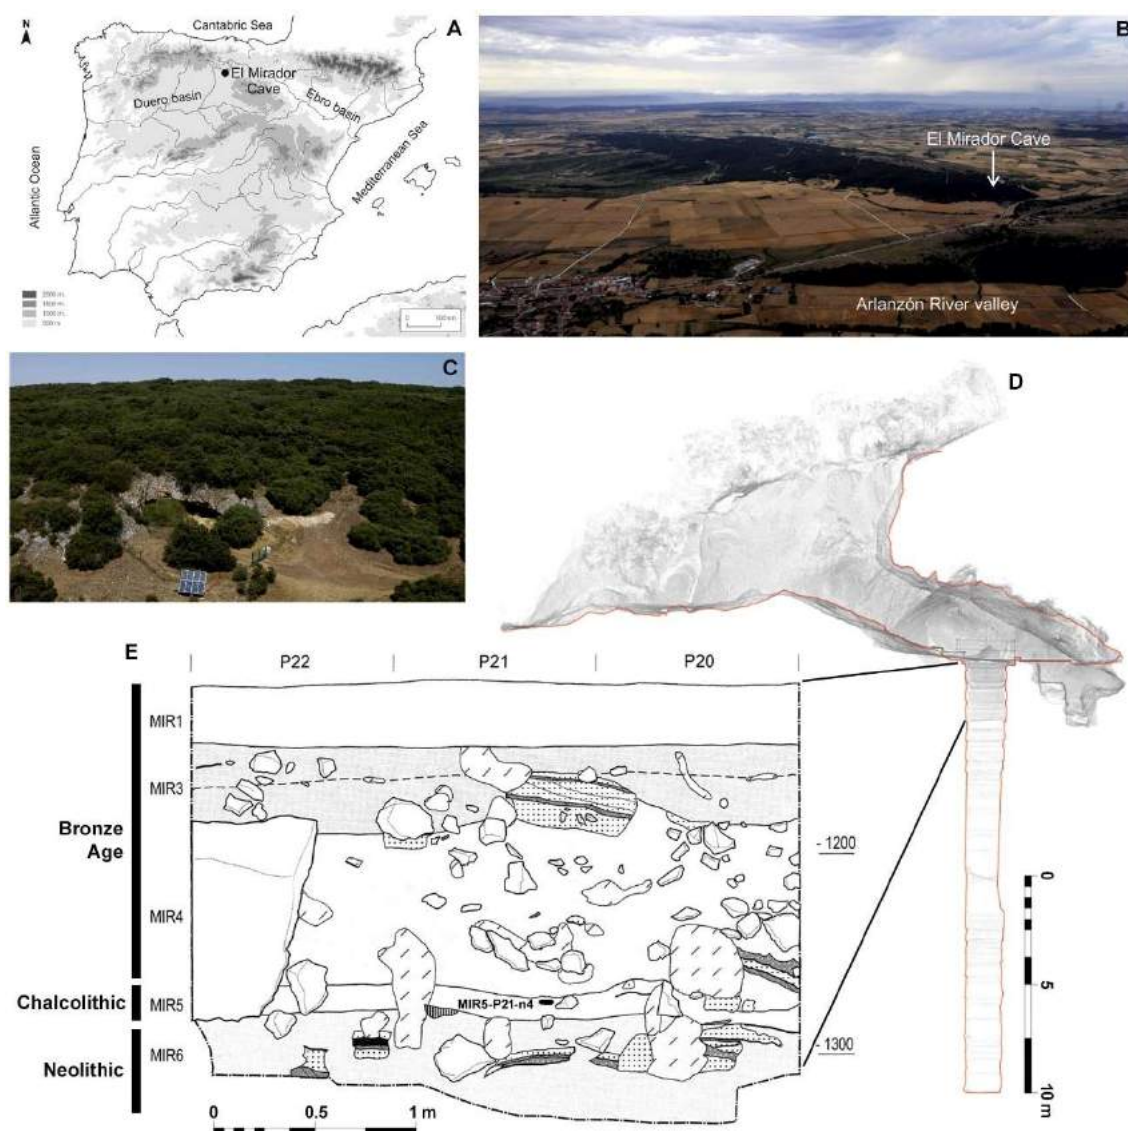 N
Cantabric Sea
A
El Mirador
Cave
Duero basin
Ebro basin
Mediterranean Sea
Atlantic Ocean
0
B
El Mirador Cave
Arlanzón River valley
C
D
E
P22
P21
P20
MIR1
MIR3
Bronze
Age
- 1200
MIR4
Chalcolithic
MIR5
MIR5-P21-n4
Neolithic
MIR6
- 1300
0
0.5
1 m
0
5
10 m